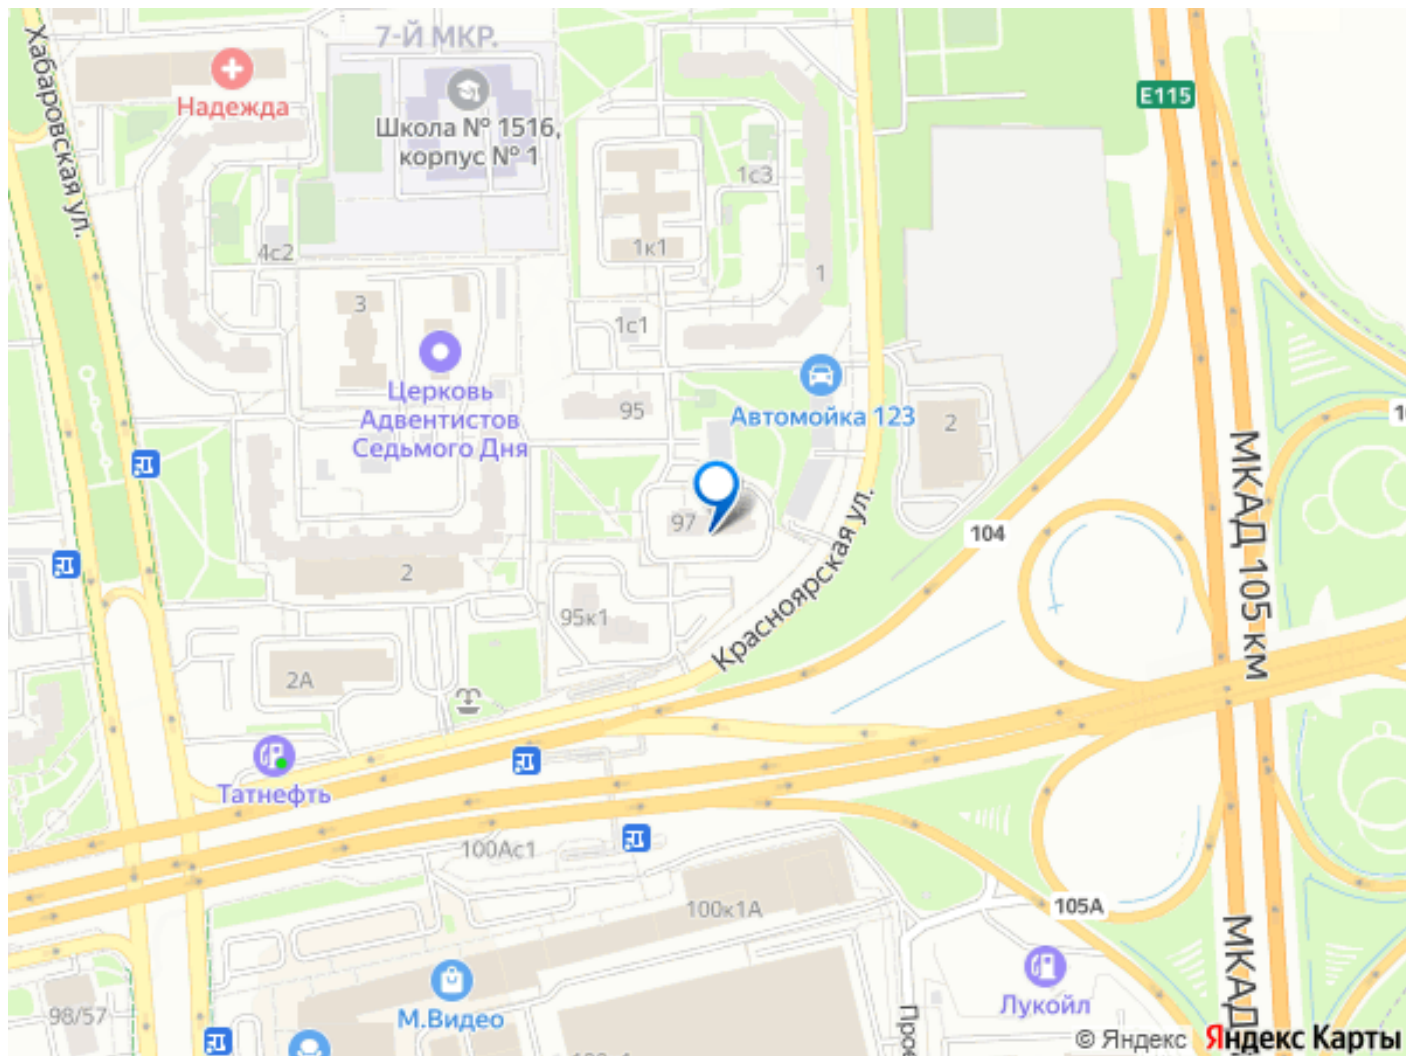 Хабаровская ул.
7-Й МКР.
Надежда
Школа № 1516,
корпус № 1
E115
1с3
4с2
1к1
1
3
1с1
Церковь
Адвентистов
Седьмого Дня
95
Автомойка 123
2
97
104
МКАД 105 км
Красноярская ул.
2
95к1
2А
Татнефть
100Ас1
100к1А
105А
МКАД
Лукойл
М.Видео
98/57
© Яндекс Яндекс Карты